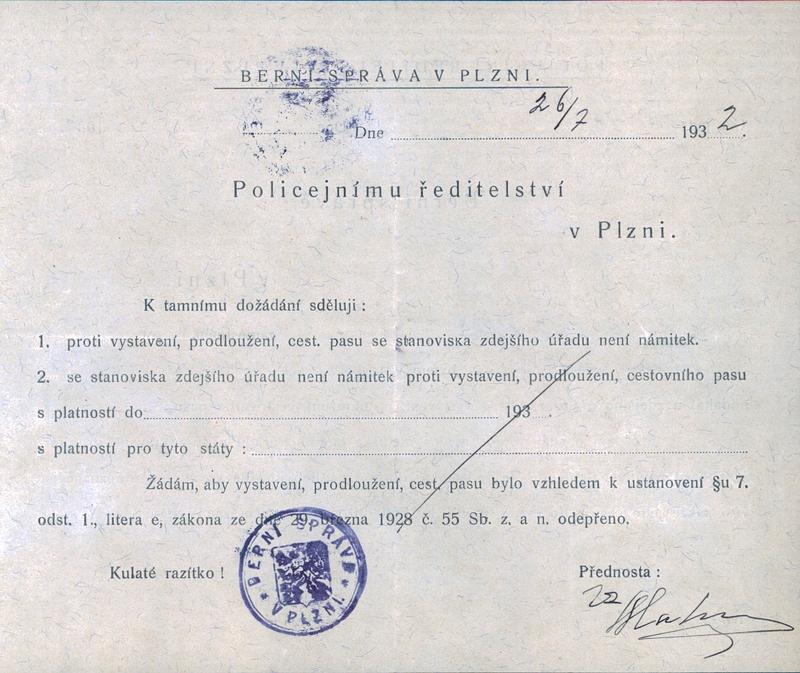 BERNÍ SPRÁVA V PLZNI.
Dne 26/7 1932.
Policejnímu ředitelství
v Plzni.
K tamnímu dožádání sděluji :
1. proti vystavení, prodloužení, cest. pasu se stanoviska zdejšího úřadu není námitek.
2. se stanoviska zdejšího úřadu není námitek proti vystavení, prodloužení, cestovního pasu
s platností do 193 .
s platností pro tyto státy :
Žádám, aby vystavení, prodloužení, cest. pasu bylo vzhledem k ustanovení §u 7.
odst. 1., litera e, zákona ze dne 29. března 1928 č. 55 Sb. z. a n. odepřeno.
Kulaté razítko !
BERNÍ SPRÁVA
V PLZNI.
Přednosta :